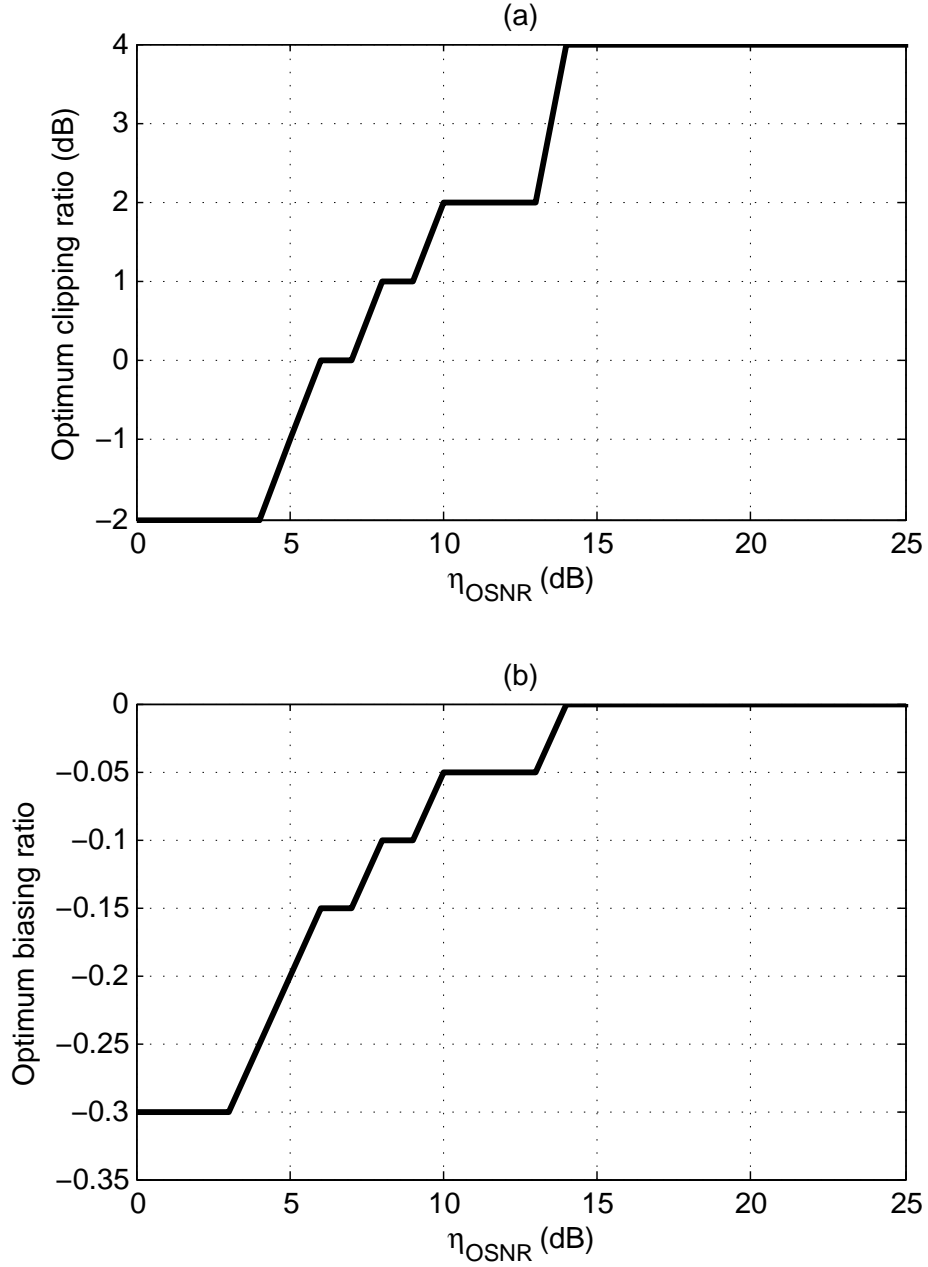 (a)
4
3
2
1
0
−1
−2
0 5 10 15 20 25
Optimum clipping ratio (dB)
ηOSNR (dB)
(b)
0
−0.05
−0.1
−0.15
−0.2
−0.25
−0.3
−0.35
0 5 10 15 20 25
Optimum biasing ratio
ηOSNR (dB)